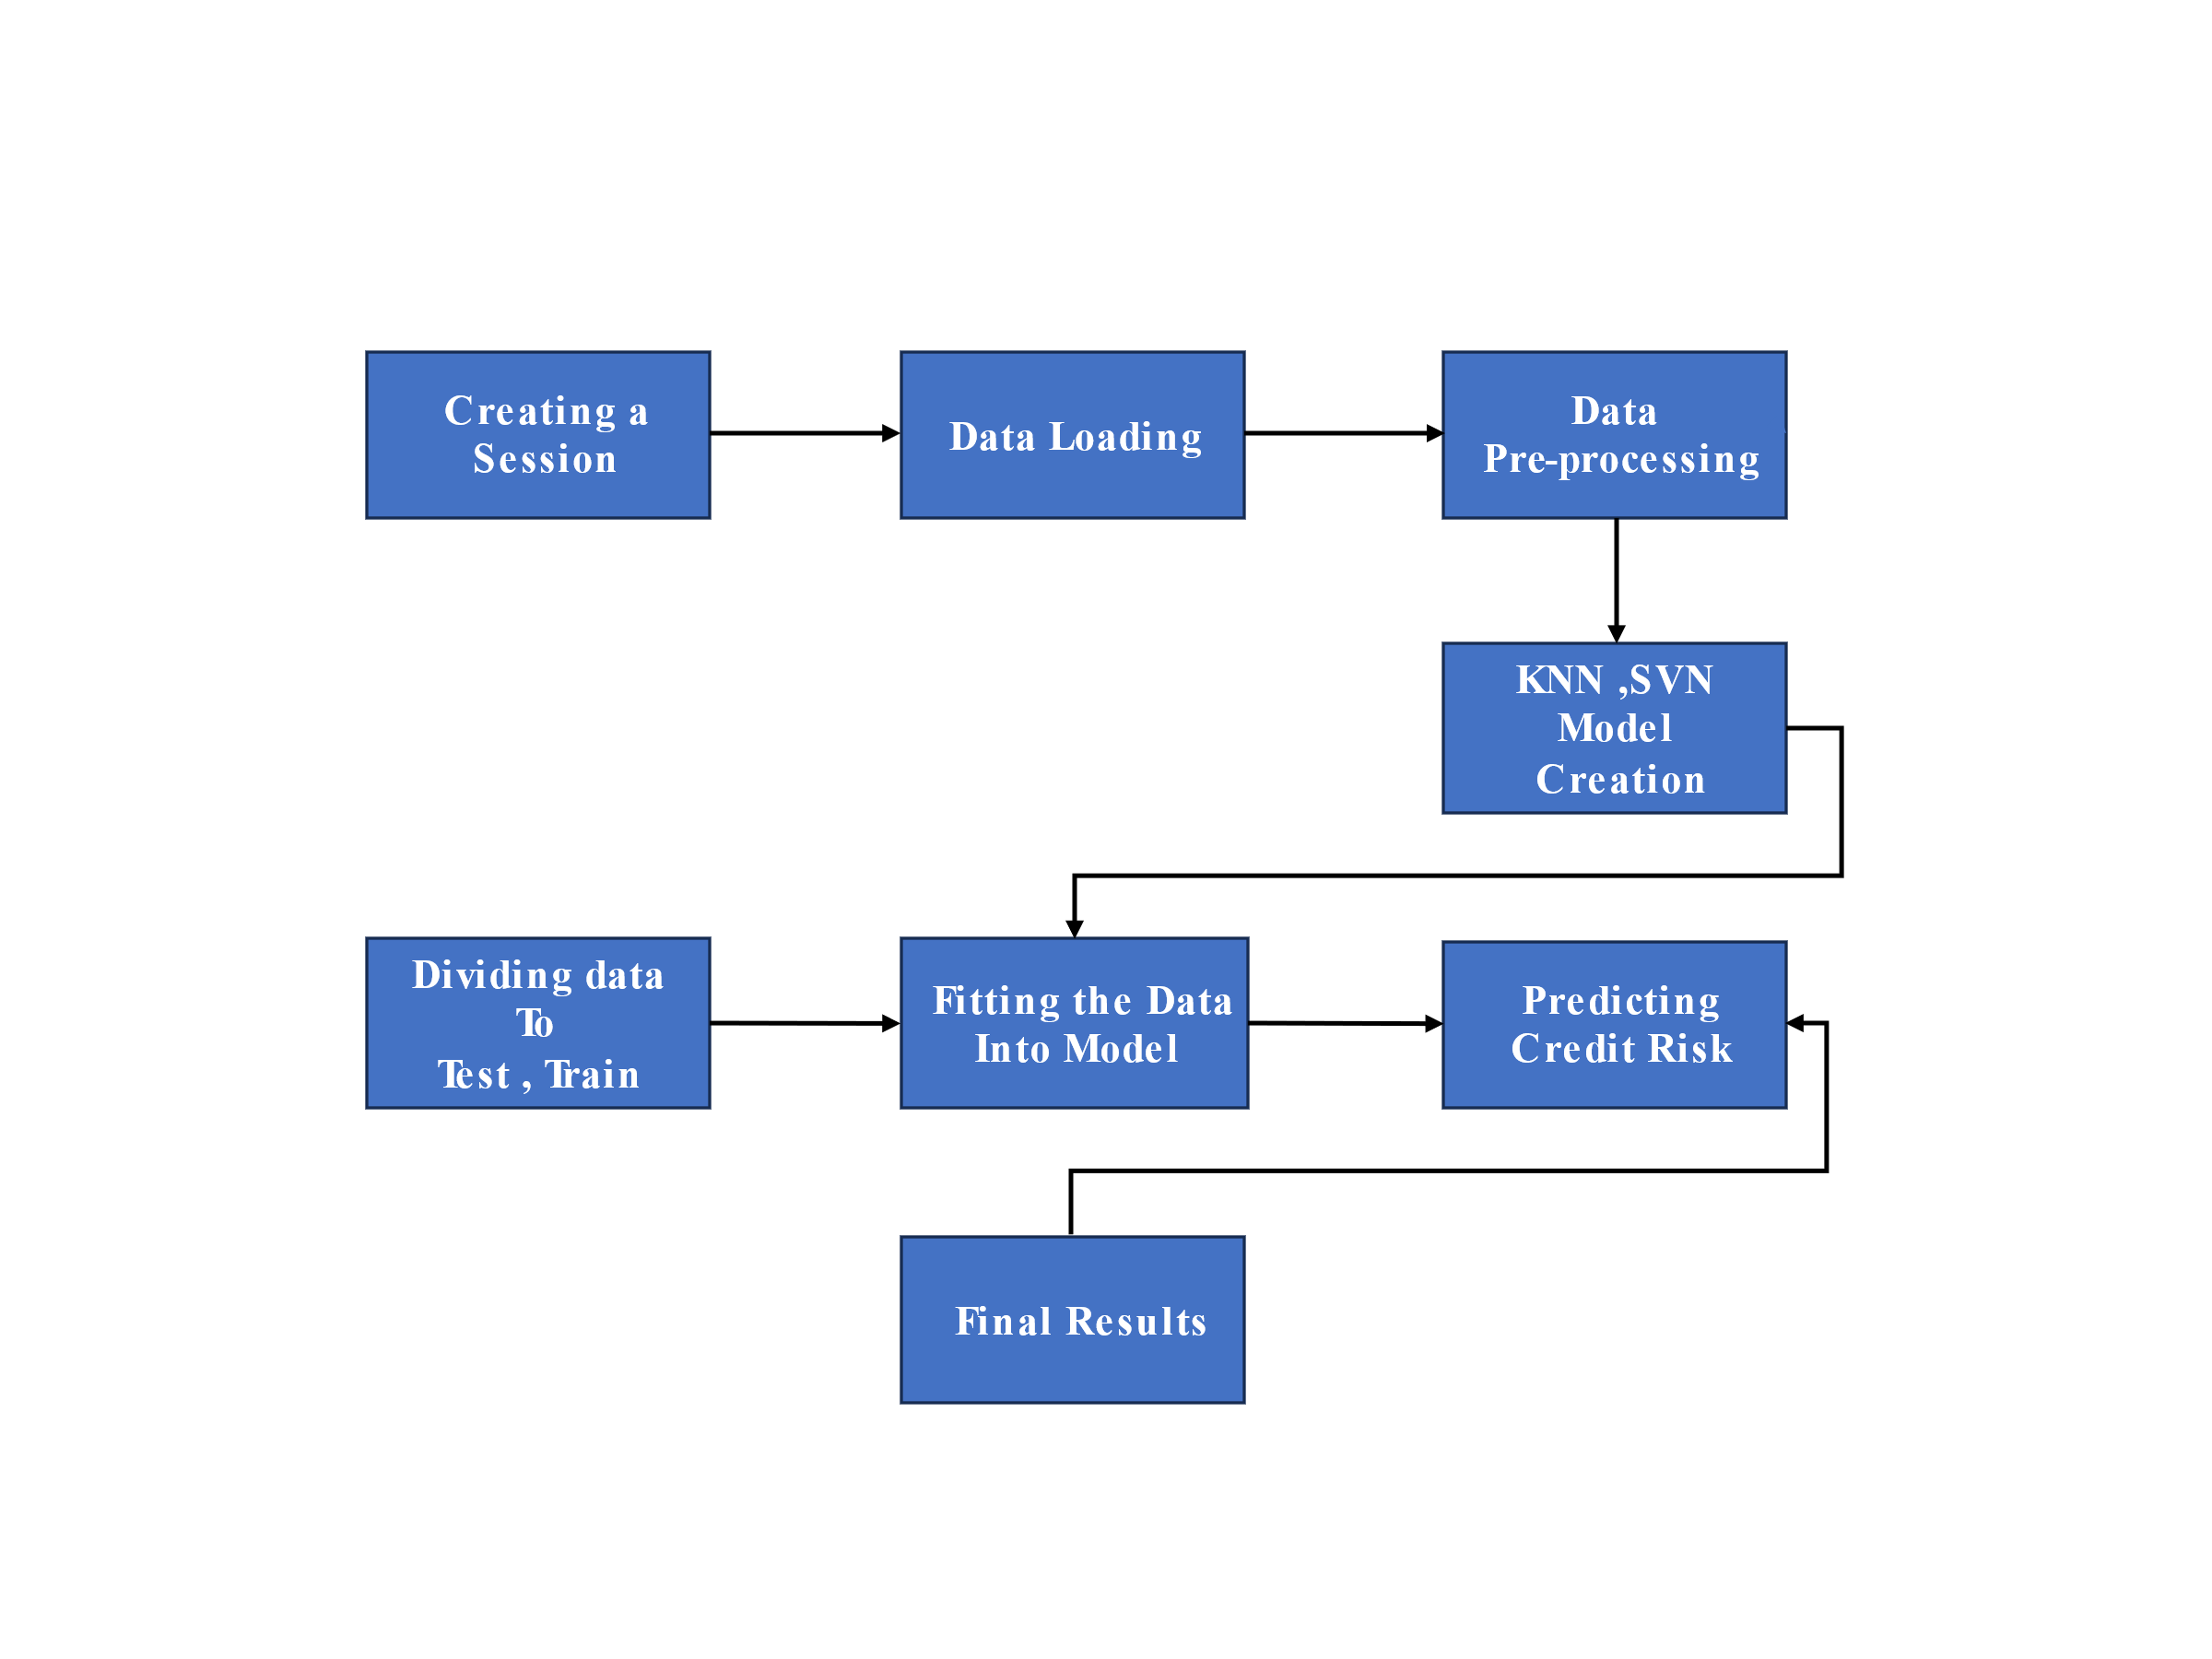 Creating a
Session
Data Loading
Data
Pre-processing
KNN ,SVN
Model
Creation
Dividing data
To
Test , Train
Fitting the Data
Into Model
Predicting
Credit Risk
Final Results